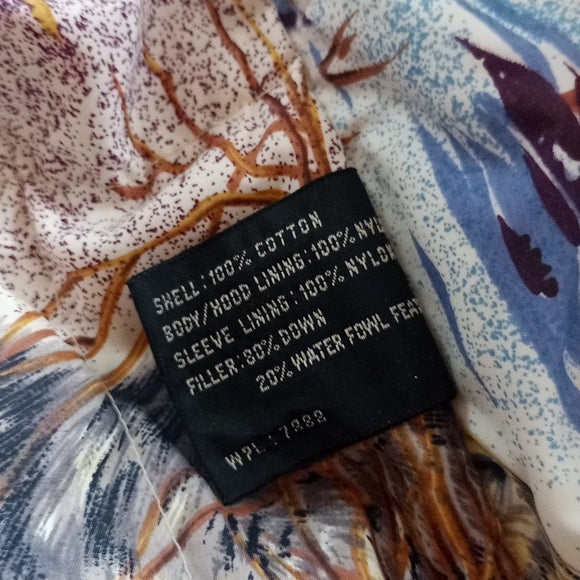 SHELL:100% COTTON
BODY/HOOD LINING:100% NYL
SLEEVE LINING:100% NYLON
FILLER:80% DOWN
20% WATER FOWL FEA
WPL:7888